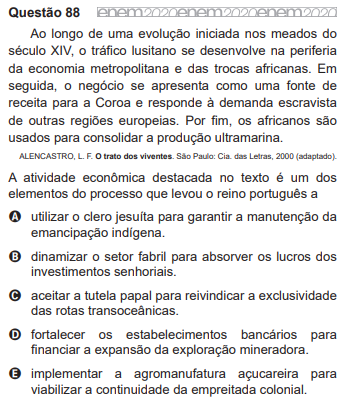 Questão 88 enem2020enem2020enem2020
Ao longo de uma evolução iniciada nos meados do
século XIV, o tráfico lusitano se desenvolve na periferia
da economia metropolitana e das trocas africanas. Em
seguida, o negócio se apresenta como uma fonte de
receita para a Coroa e responde à demanda escravista
de outras regiões europeias. Por fim, os africanos são
usados para consolidar a produção ultramarina.
ALENCASTRO, L. F. O trato dos viventes. São Paulo: Cia. das Letras, 2000 (adaptado).
A atividade econômica destacada no texto é um dos
elementos do processo que levou o reino português a
A utilizar o clero jesuíta para garantir a manutenção da
emancipação indígena.
B dinamizar o setor fabril para absorver os lucros dos
investimentos senhoriais.
C aceitar a tutela papal para reivindicar a exclusividade
das rotas transoceânicas.
D fortalecer os estabelecimentos bancários para
financiar a expansão da exploração mineradora.
E implementar a agromanufatura açucareira para
viabilizar a continuidade da empreitada colonial.